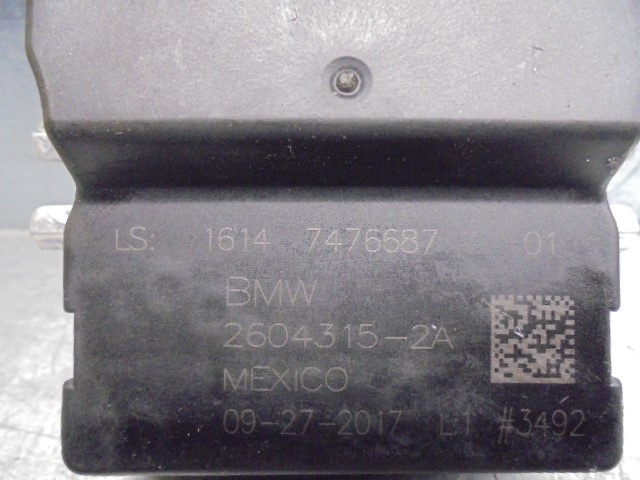 LS: 1614 7476687 01
BMW
2604315-2A
MEXICO
09-27-2017 L1 #3492